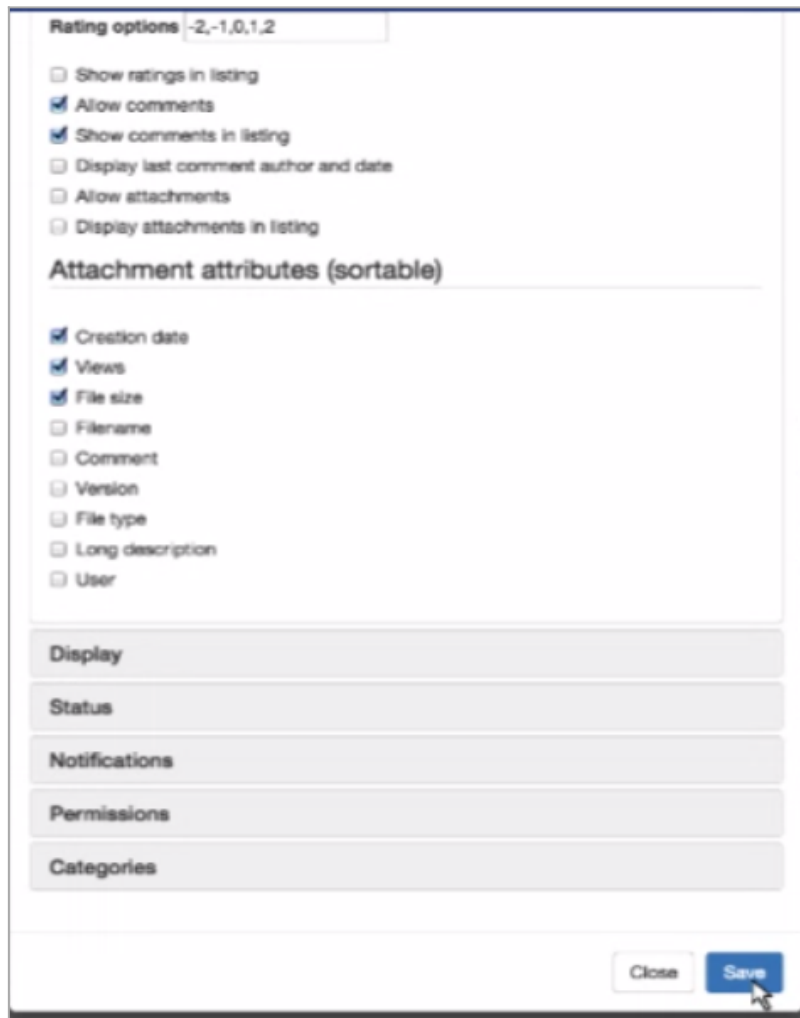 Rating options -2,-1,0,1,2
Show ratings in listing
Allow comments
Show comments in listing
Display last comment author and date
Allow attachments
Display attachments in listing
Attachment attributes (sortable)
Creation date
Views
File size
Filename
Comment
Version
File type
Long description
User
Display
Status
Notifications
Permissions
Categories
Close Save